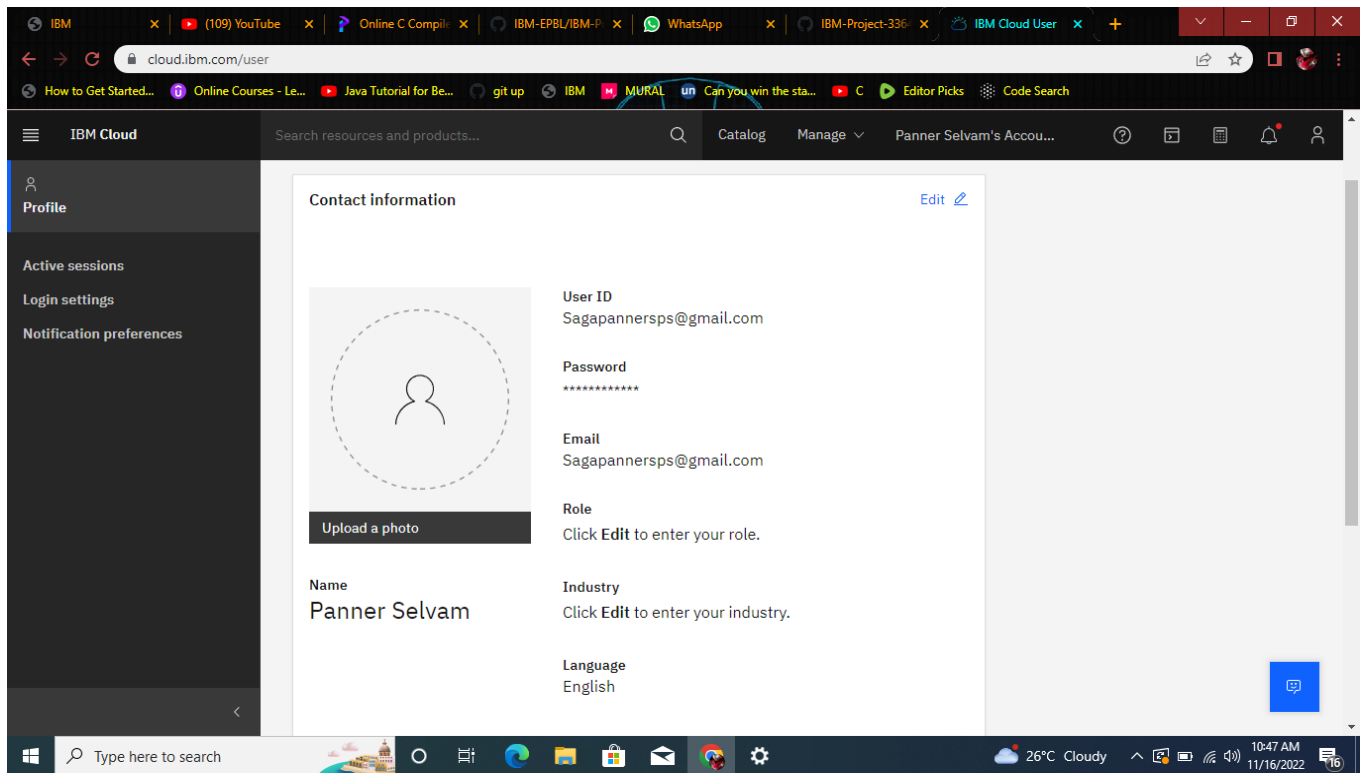 IBM
(109) YouTube
Online C Compile
IBM-EPBL/IBM-P
WhatsApp
IBM-Project-336
IBM Cloud User
cloud.ibm.com/user
How to Get Started...
Online Courses - Le...
Java Tutorial for Be...
git up
IBM
MURAL
un
Can you win the sta...
C
Editor Picks
Code Search
IBM Cloud
Search resources and products...
Catalog
Manage
Panner Selvam's Accou...
Profile
Active sessions
Login settings
Notification preferences
Contact information
Edit
User ID
Sagapannersps@gmail.com
Password
************
Email
Sagapannersps@gmail.com
Role
Click Edit to enter your role.
Upload a photo
Name
Panner Selvam
Industry
Click Edit to enter your industry.
Language
English
Type here to search
26°C Cloudy
10:47 AM
11/16/2022
16